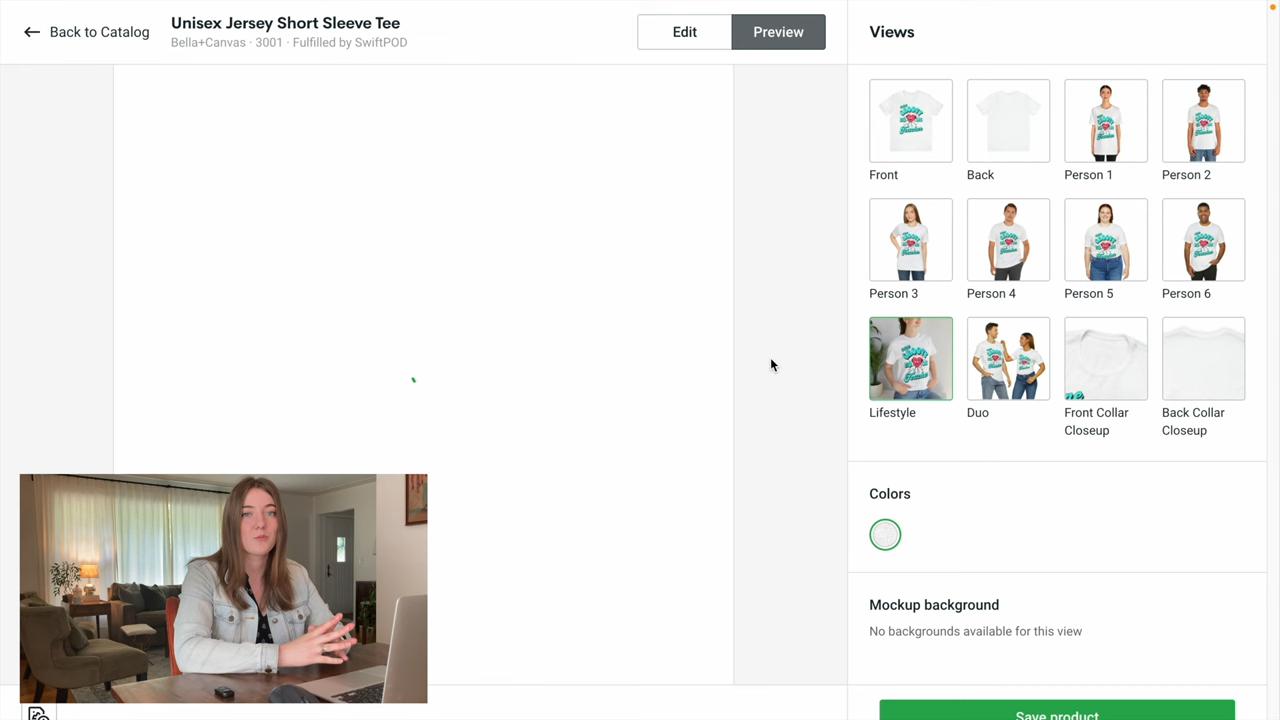 Back to Catalog
Unisex Jersey Short Sleeve Tee
Bella+Canvas · 3001 · Fulfilled by SwiftPOD
Edit
Preview
Views
Front
Back
Person 1
Person 2
Person 3
Person 4
Person 5
Person 6
Lifestyle
Duo
Front Collar
Closeup
Back Collar
Closeup
Colors
Mockup background
No backgrounds available for this view
Save product